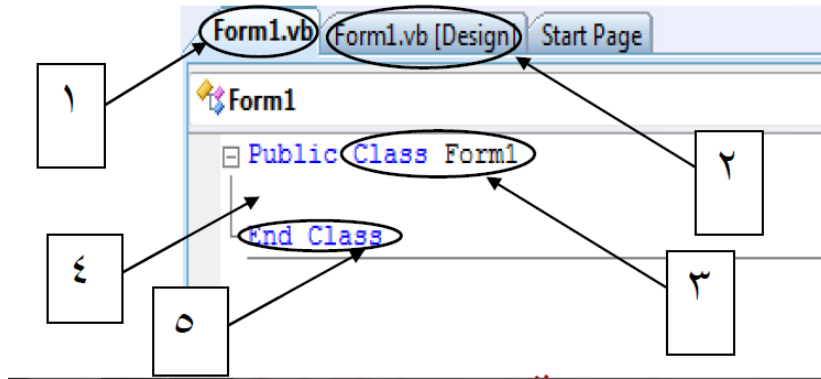 Form1.vb Form1.vb [Design] Start Page
١
Form1
Public Class Form1
٢
End Class
٤
٣
٥